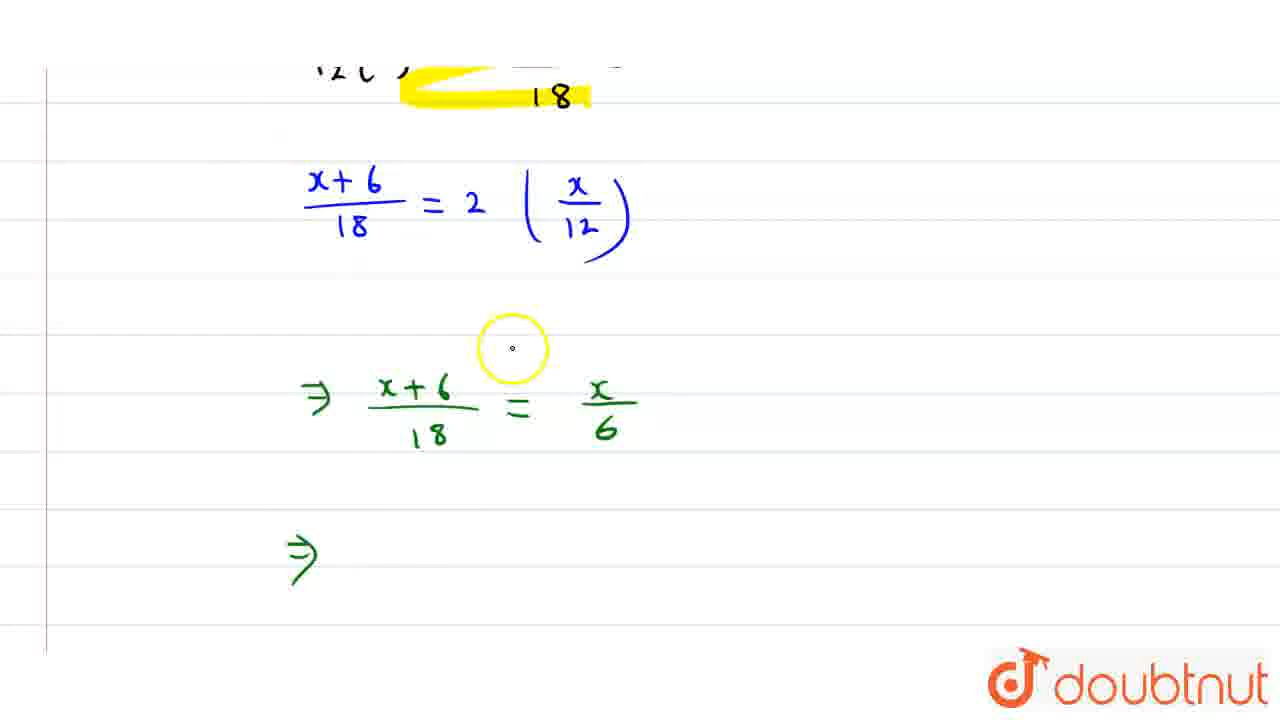 18
x + 6 / 18 = 2 ( x / 12 )
⇒ x + 6 / 18 = x / 6
⇒
doubtnut